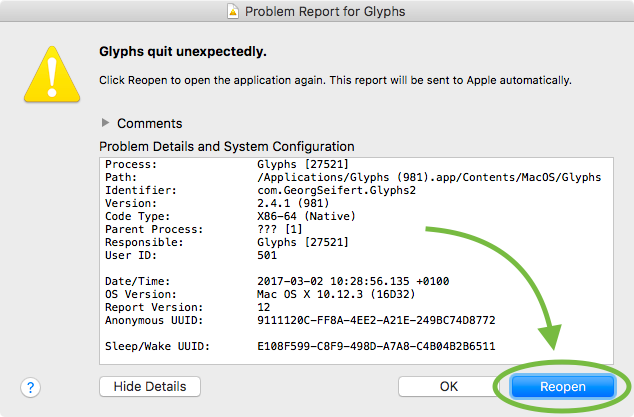 Problem Report for Glyphs
Glyphs quit unexpectedly.
Click Reopen to open the application again. This report will be sent to Apple automatically.
Comments
Problem Details and System Configuration
Process: Glyphs [27521]
Path: /Applications/Glyphs (981).app/Contents/MacOS/Glyphs
Identifier: com.GeorgSeifert.Glyphs2
Version: 2.4.1 (981)
Code Type: X86-64 (Native)
Parent Process: ??? [1]
Responsible: Glyphs [27521]
User ID: 501
Date/Time: 2017-03-02 10:28:56.135 +0100
OS Version: Mac OS X 10.12.3 (16D32)
Report Version: 12
Anonymous UUID: 9111120C-FF8A-4EE2-A21E-249BC74D8772
Sleep/Wake UUID: E108F599-C8F9-498D-A7A8-C4B04B2B6511
? Hide Details OK Reopen